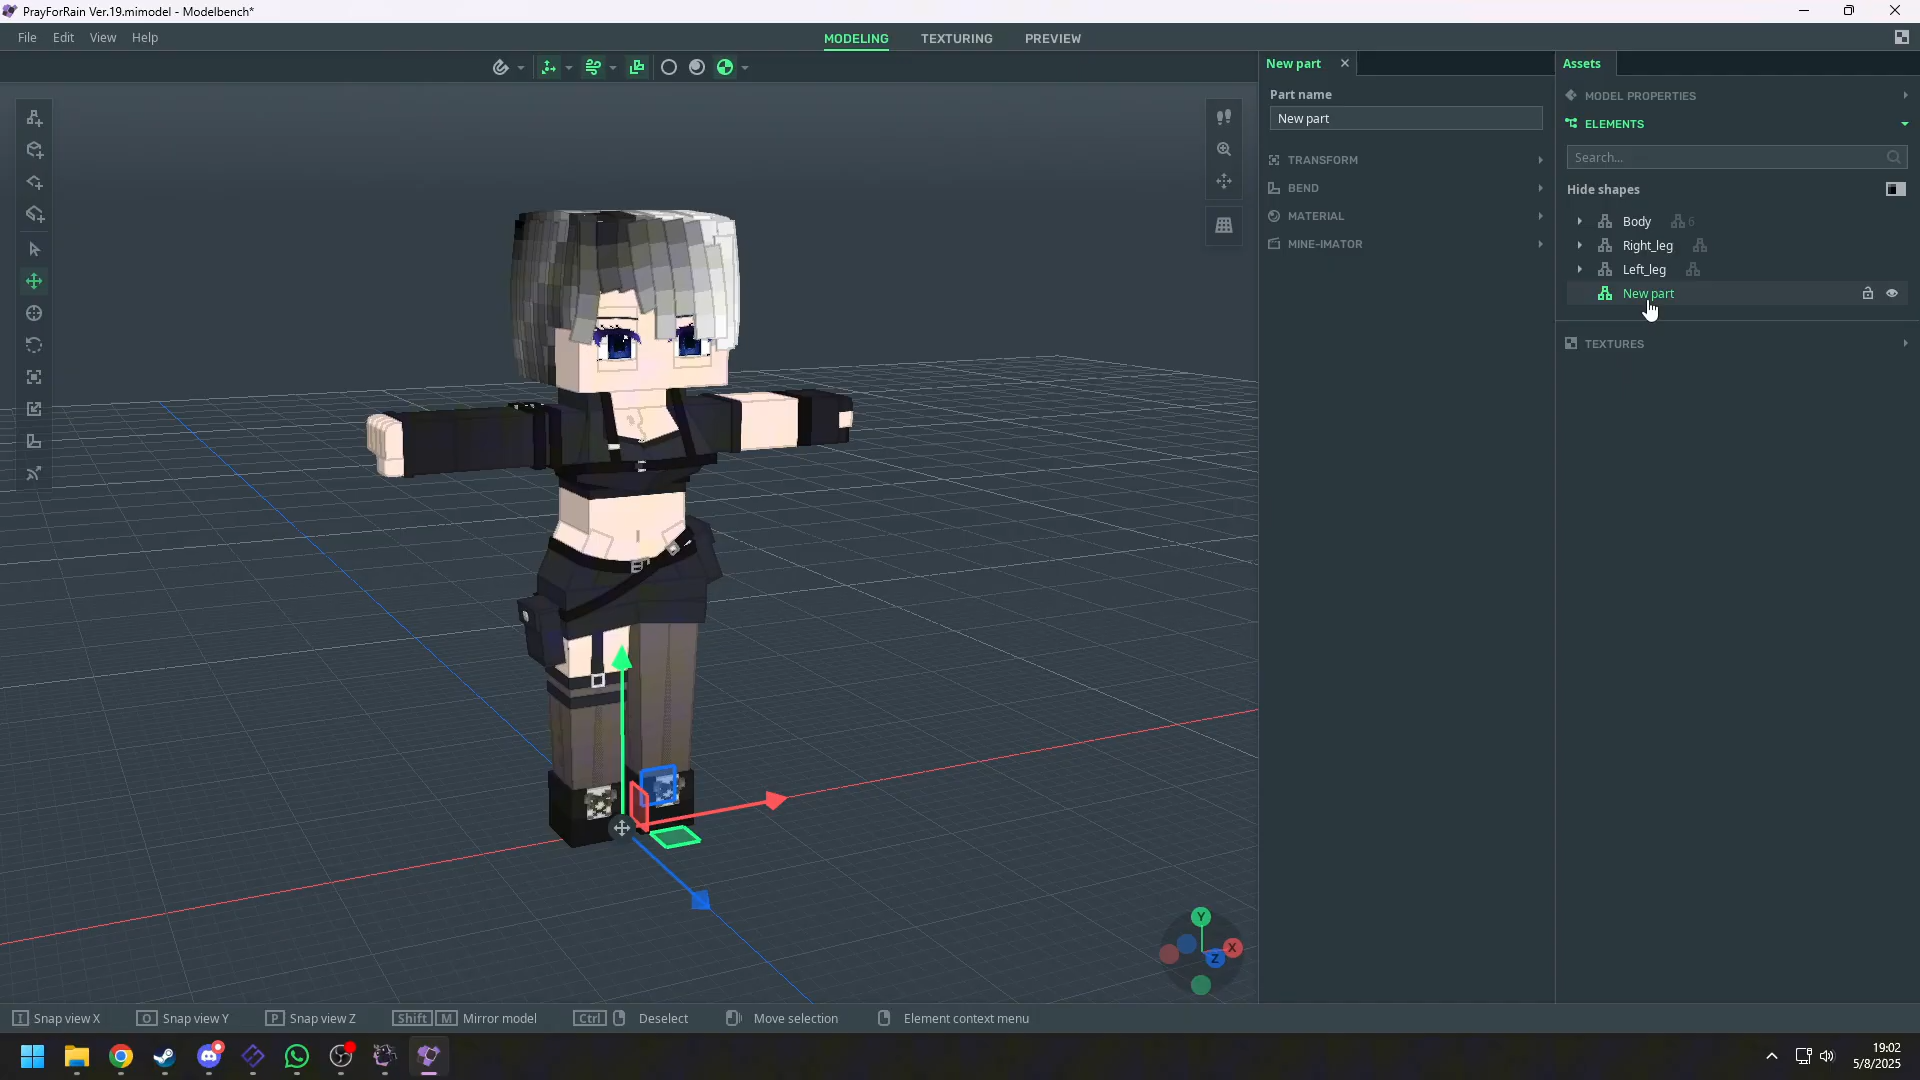 PrayForRain Ver.19.mimodel - Modelbench*
File Edit View Help
MODELING TEXTURING PREVIEW
New part
Part name
New part
TRANSFORM
BEND
MATERIAL
MINE-IMATOR
Assets
MODEL PROPERTIES
ELEMENTS
Search...
Hide shapes
Body 6
Right_leg
Left_leg
New part
TEXTURES
Y
X
Z
I Snap view X O Snap view Y P Snap view Z Shift M Mirror model Ctrl Deselect Move selection Element context menu
19:02
5/8/2025